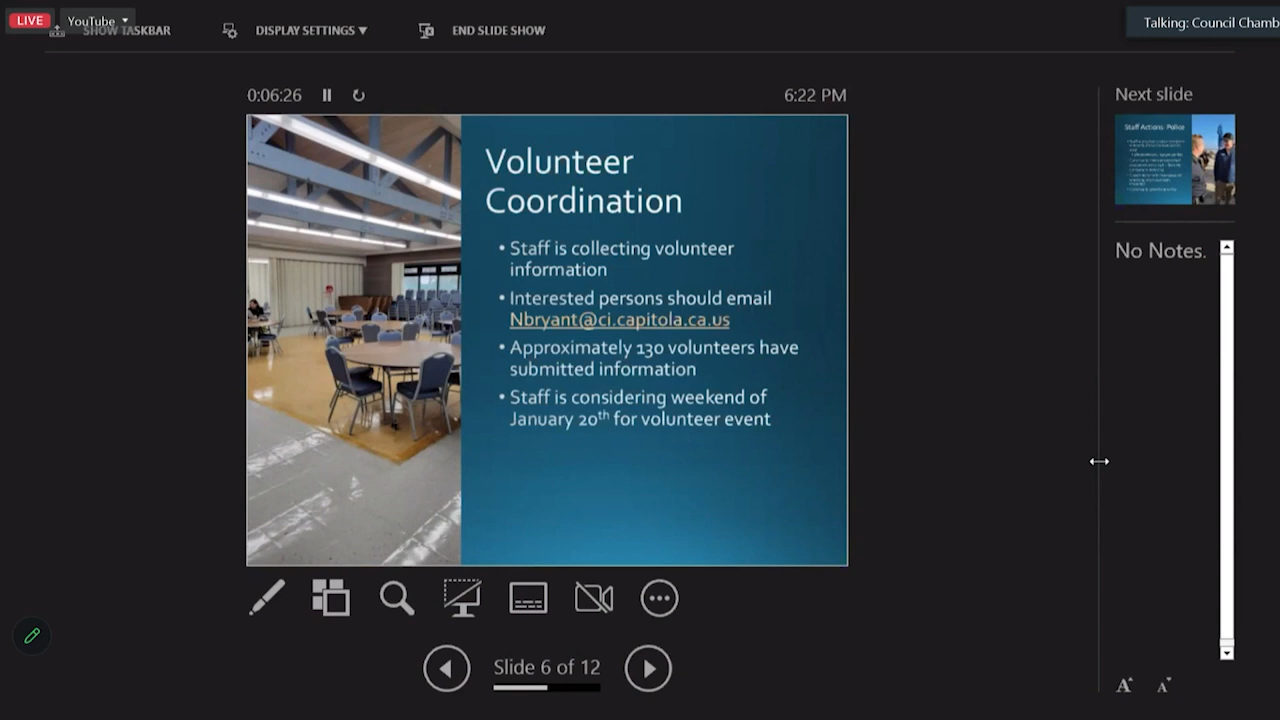 LIVE
YouTube
SHOW TASKBAR
DISPLAY SETTINGS
END SLIDE SHOW
Talking: Council Chamb
0:06:26
6:22 PM
Next slide
Volunteer
Coordination
• Staff is collecting volunteer
information
• Interested persons should email
Nbryant@ci.capitola.ca.us
• Approximately 130 volunteers have
submitted information
• Staff is considering weekend of
January 20th for volunteer event
Staff Actions: Police
No Notes.
Slide 6 of 12
A
A